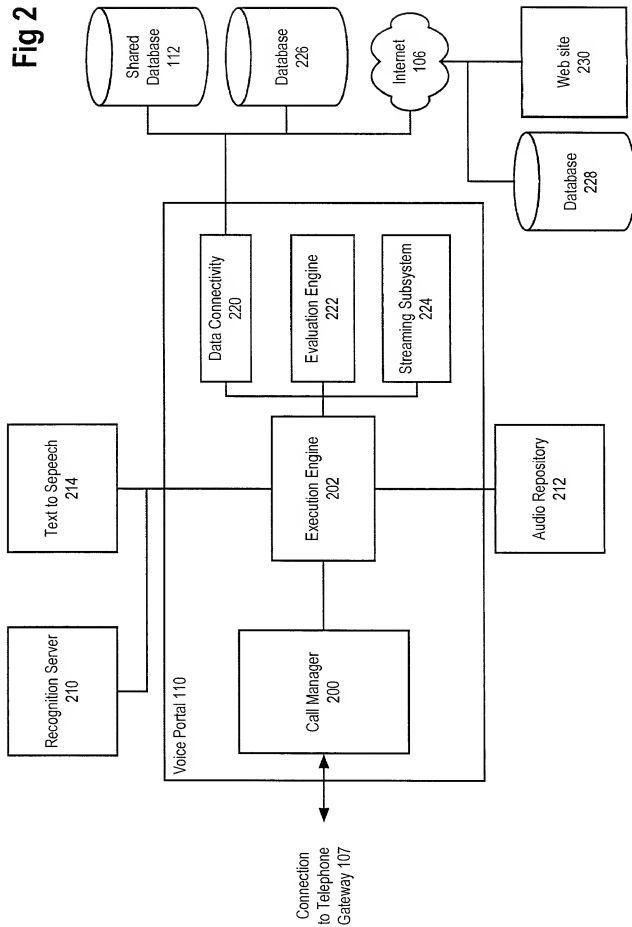 Fig 2
Recognition Server
210
Text to Sepeech
214
Shared
Database
112
Database
226
Internet
106
Web site
230
Database
228
Voice Portal 110
Call Manager
200
Execution Engine
202
Data Connectivity
220
Evaluation Engine
222
Streaming Subsystem
224
Audio Repository
212
Connection
to Telephone
Gateway 107